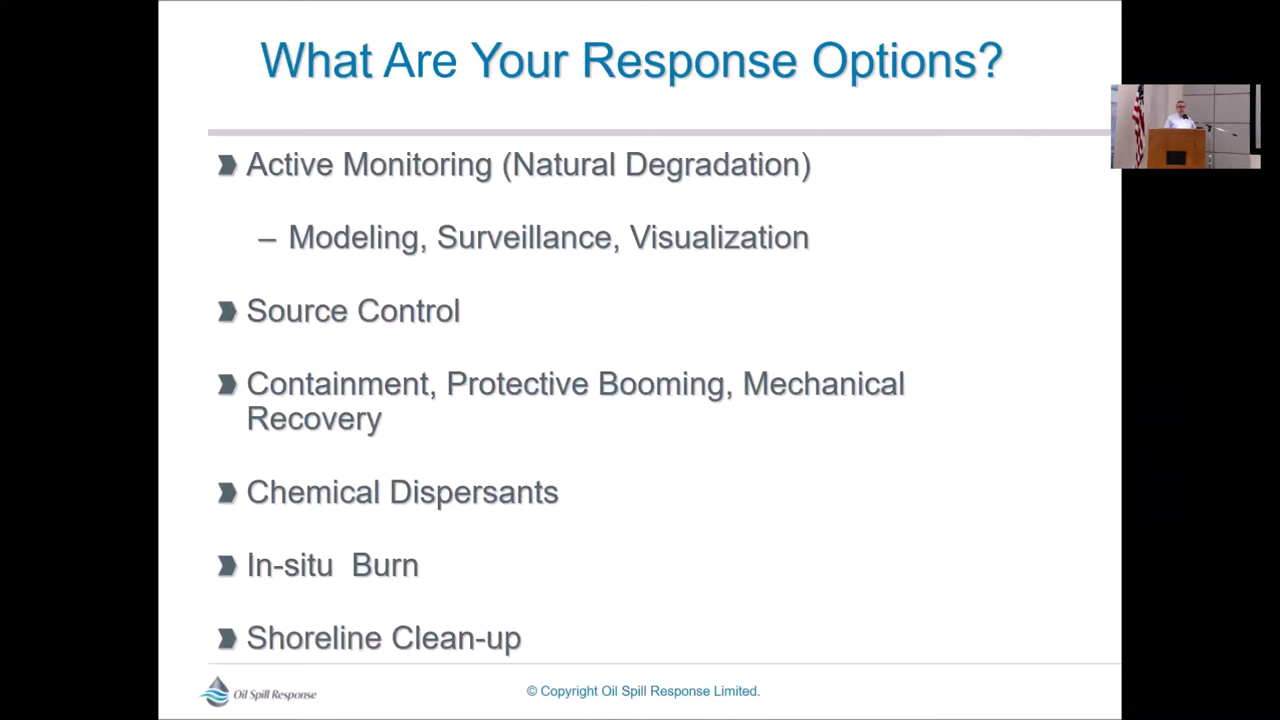 What Are Your Response Options?
Active Monitoring (Natural Degradation)
– Modeling, Surveillance, Visualization
Source Control
Containment, Protective Booming, Mechanical
Recovery
Chemical Dispersants
In-situ Burn
Shoreline Clean-up
Oil Spill Response
© Copyright Oil Spill Response Limited.